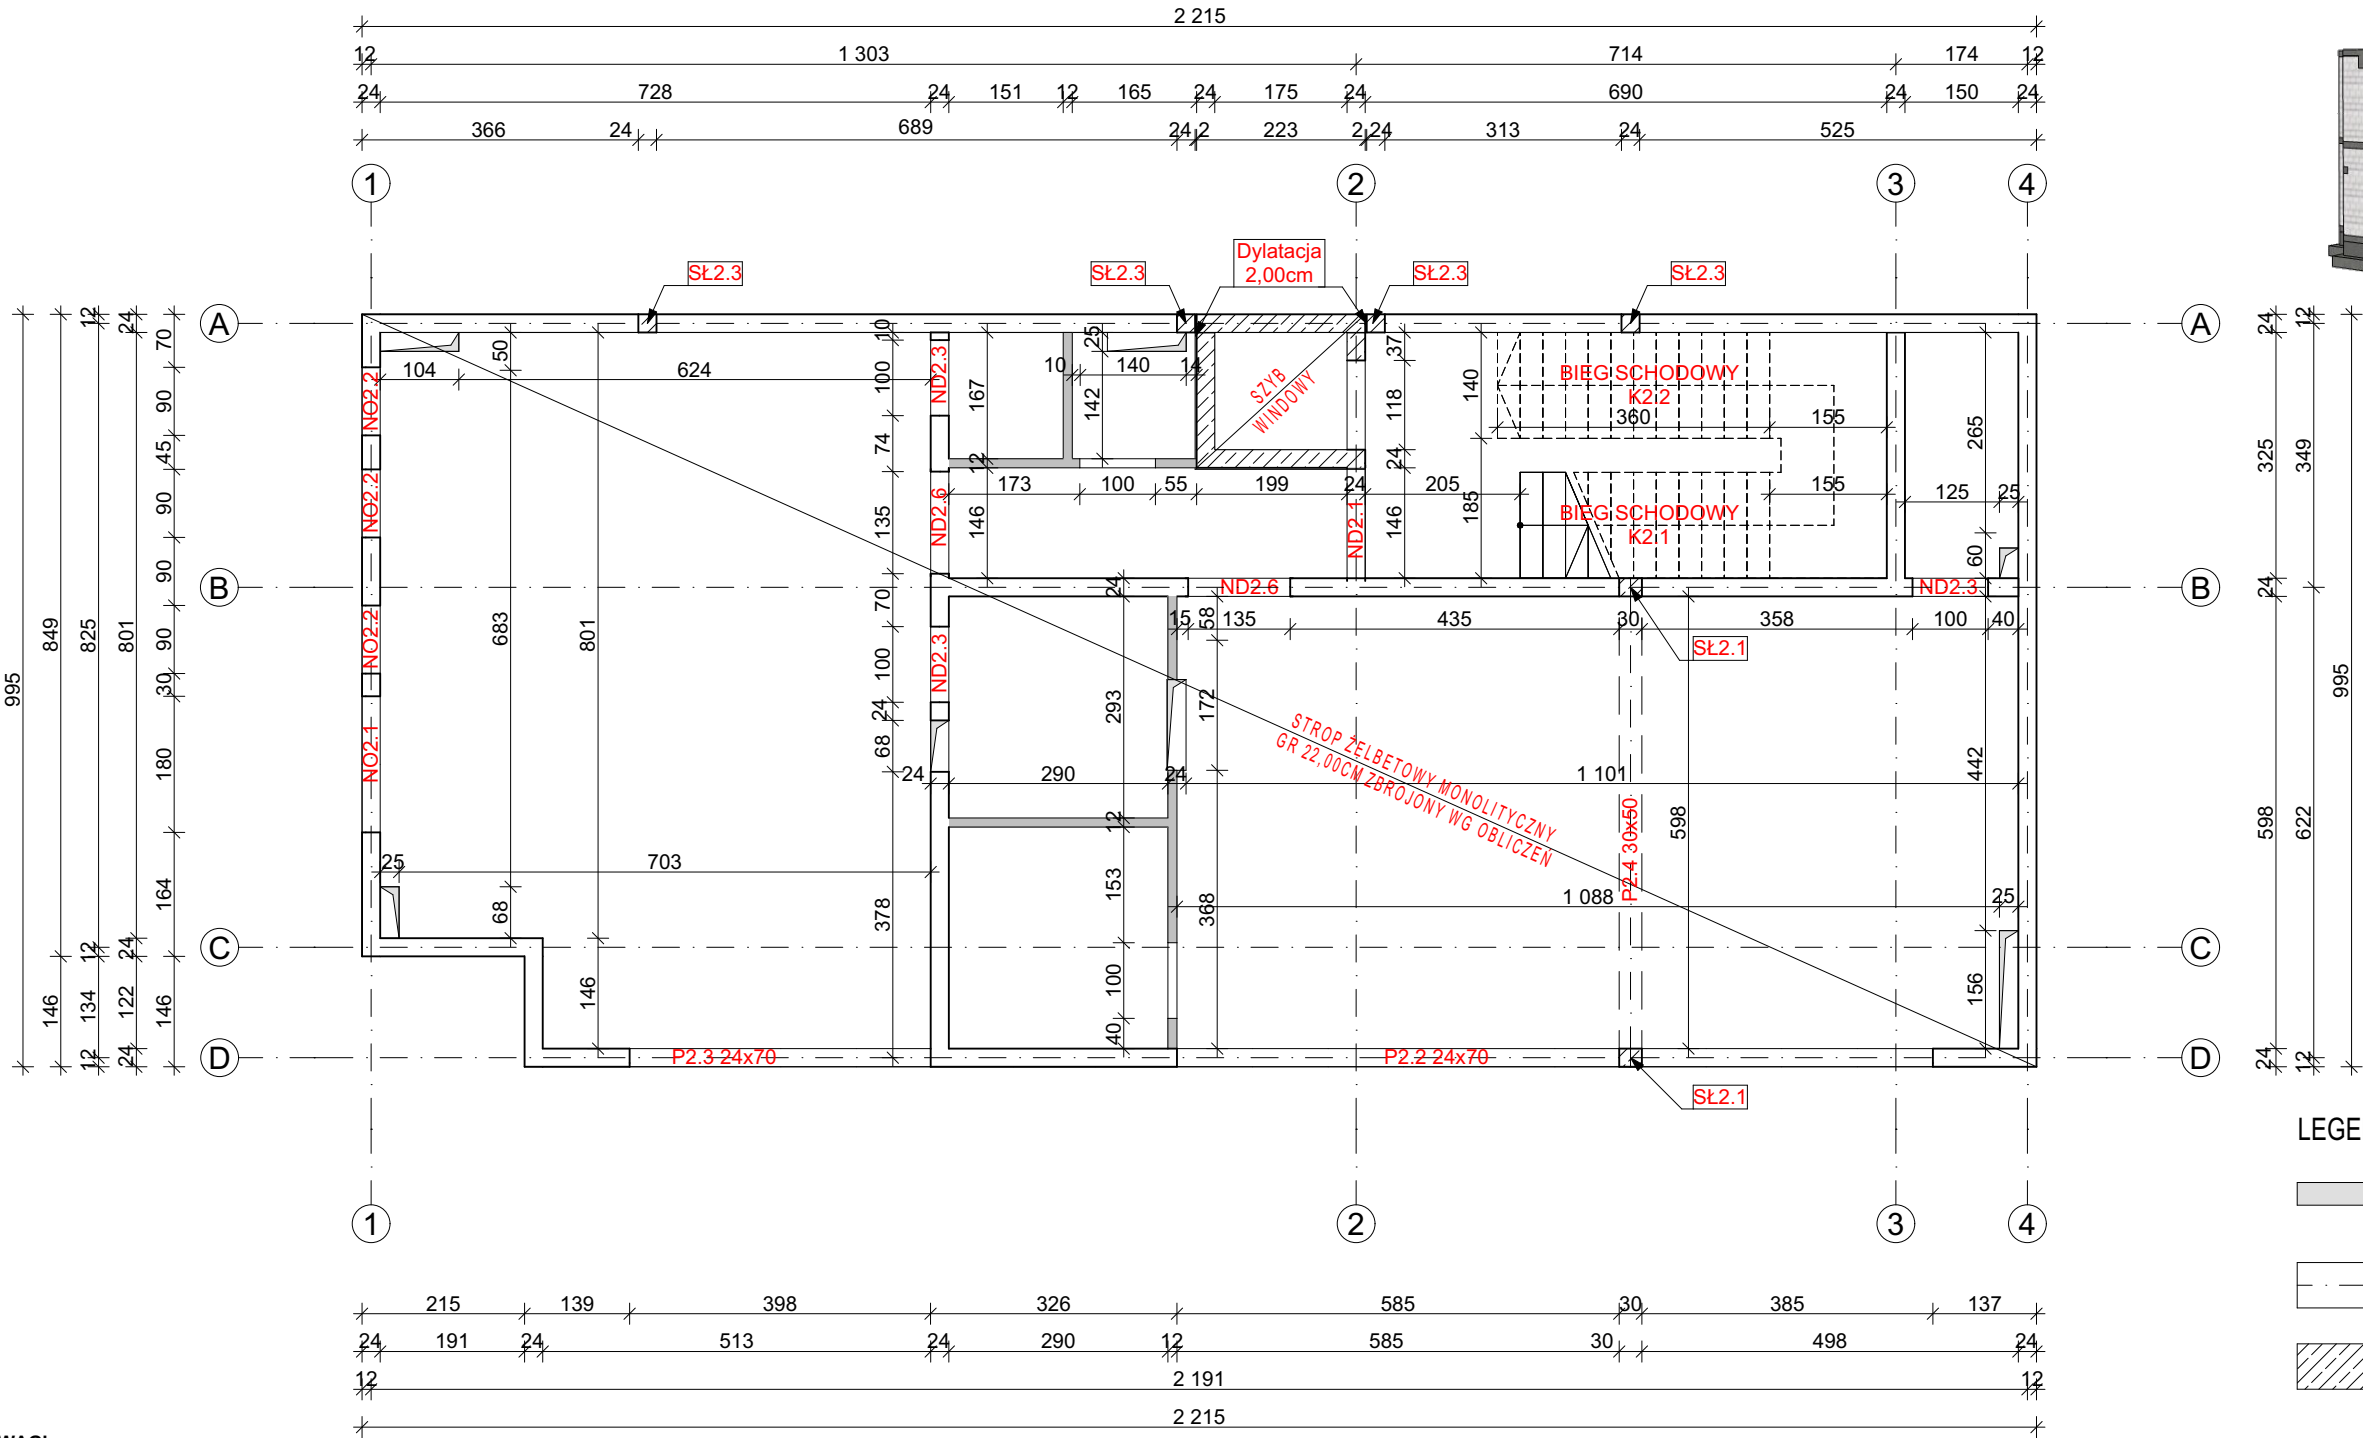 2 215
12 1 303 714 174 12
24 728 24 151 12 165 24 175 24 690 24 150 24
366 24 689 24 2 223 2 24 313 24 525
1 2 3 4
SŁ2.3 SŁ2.3 Dylatacja SŁ2.3 SŁ2.3
2,00cm
A A
995
849 146
12 825 12 134 12
24 801 24 122 24
70 90 45 90 90 90 30 180 164 146
NO2.2
NO2.2
NO2.2
NO2.1
104 624
50 683 68
801 146
25 703
10 100 74 135 70 100 24 68 378
ND2.3
ND2.6
ND2.3
167 12 146
10 140 14
25 142
173 100 55 199 24 205
SZYB
WINDOWY
ND2.1
37 118 24 146
140 185
BIEG SCHODOWY
K2.2
360 155
155
BIEG SCHODOWY
K2.1
265 60
125 25
B B
ND2.6 ND2.3
15 135 435 30 358 100 40
SŁ2.1
24 293 12 153 100 40
58 172 368
24 290 24 1 101
STROP ŻELBETOWY MONOLITYCZNY
GR 22,00CM ZBROJONY WG OBLICZEŃ
P2.4 30x50
598
442 156
1 088 25
C C
D D
P2.3 24x70 P2.2 24x70
SŁ2.1
24 325 24 598 24
12 349 622 12
995
1 2 3 4
LEGE
215 139 398 326 585 30 385 137
24 191 24 513 24 290 12 585 30 498 24
12 2 191 12
2 215